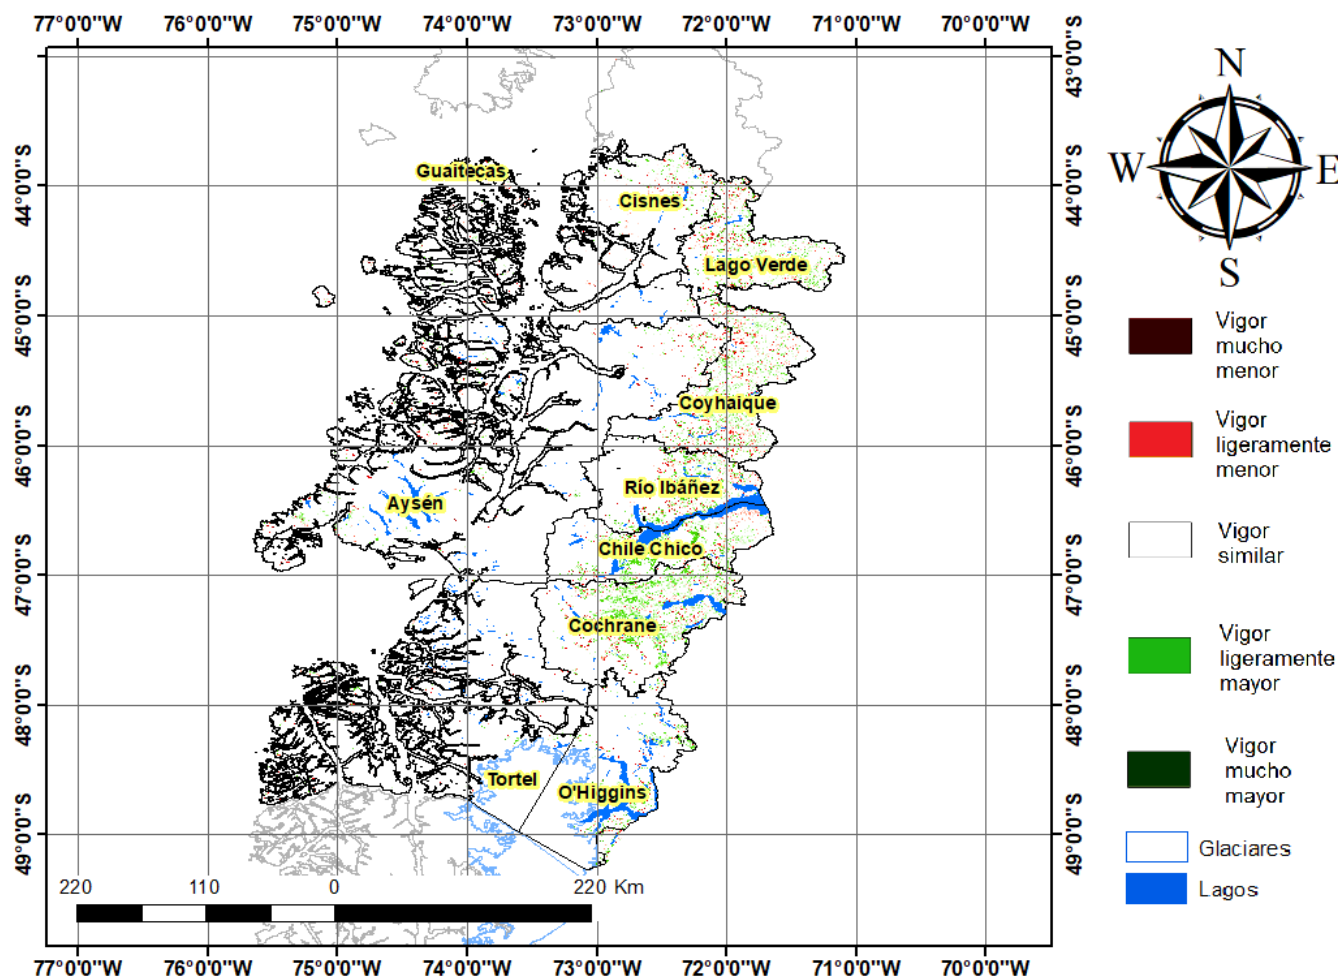 77°0'0"S 76°0'0"S 75°0'0"S 74°0'0"S 73°0'0"S 72°0'0"S 71°0'0"S 70°0'0"S
43°0'0"S
44°0'0"S 44°0'0"S
45°0'0"S 45°0'0"S
46°0'0"S 46°0'0"S
47°0'0"S 47°0'0"S
48°0'0"S 48°0'0"S
49°0'0"S 49°0'0"S
Guaitecas
Cisnes
Lago Verde
Coyhaique
Río Ibáñez
Aysén
Chile Chico
Cochrane
Tortel
O'Higgins
220 110 0 220 Km
77°0'0"S 76°0'0"S 75°0'0"S 74°0'0"S 73°0'0"S 72°0'0"S 71°0'0"S 70°0'0"S
N
W E
S
Vigor
mucho
menor
Vigor
ligeramente
menor
Vigor
similar
Vigor
ligeramente
mayor
Vigor
mucho
mayor
Glaciares
Lagos